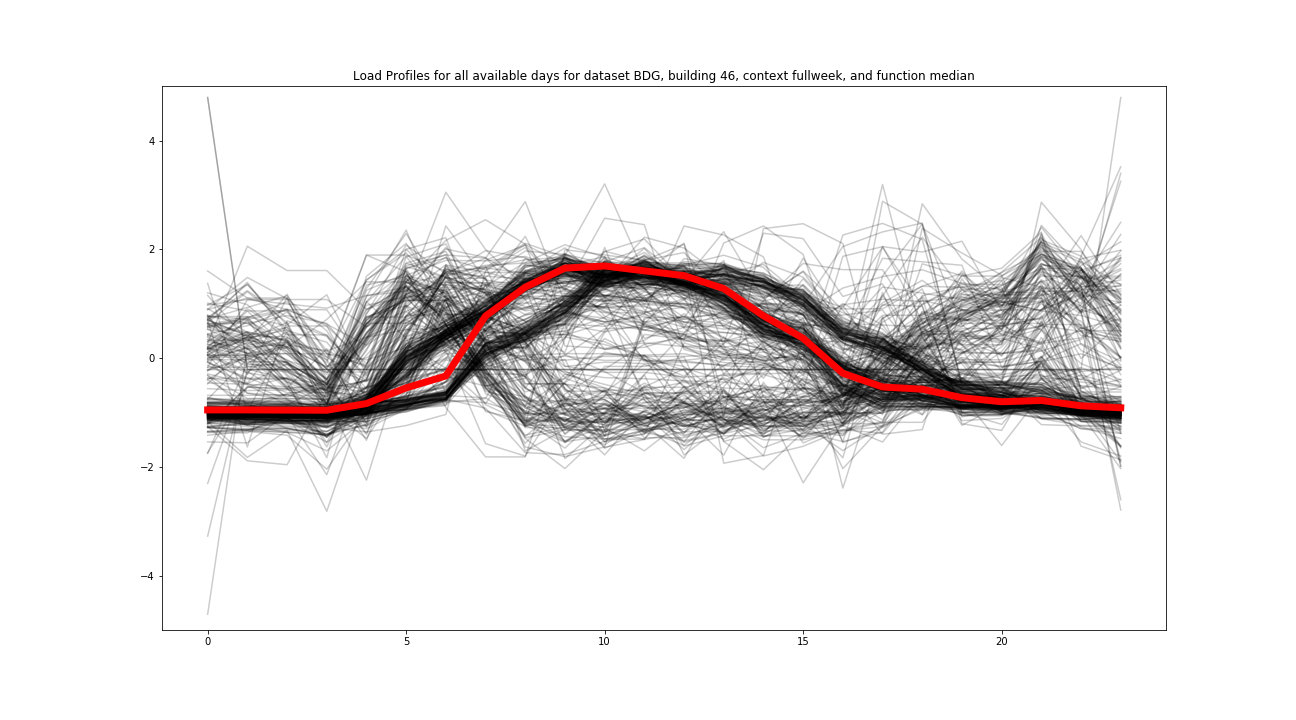 Load Profiles for all available days for dataset BDG, building 46, context fullweek, and function median
4
2
0
−2
−4
0 5 10 15 20